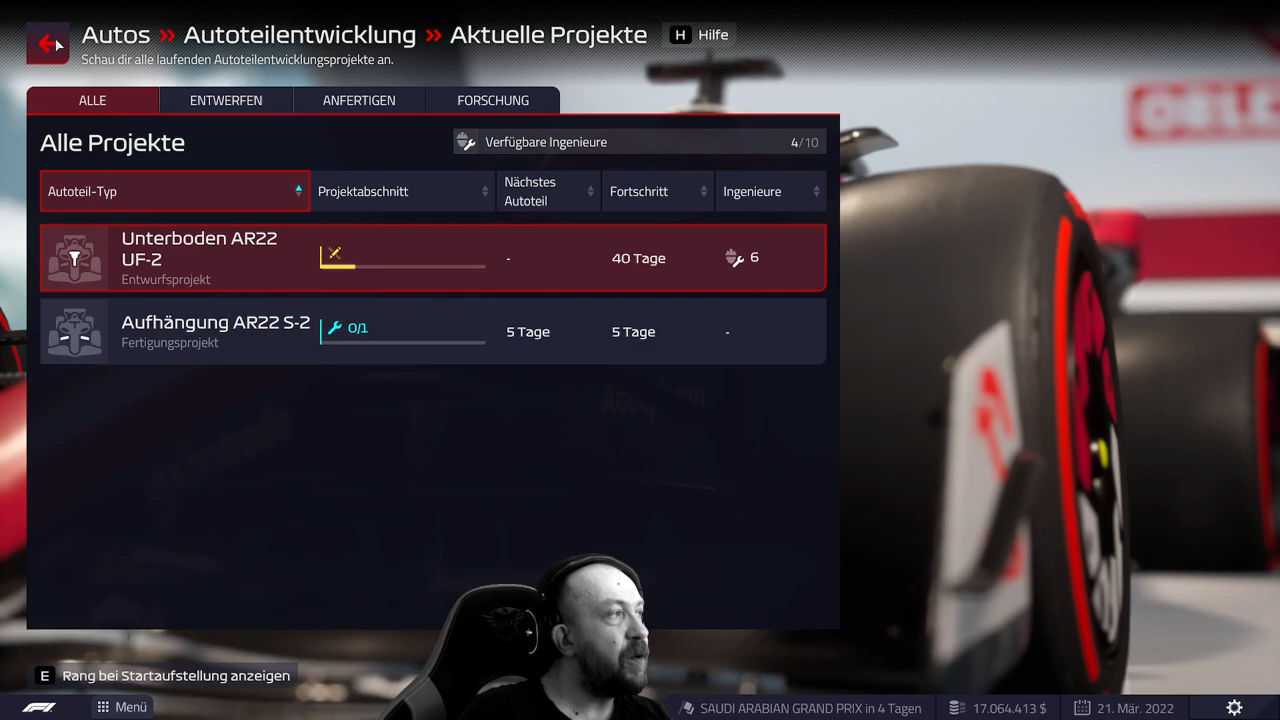 Autos » Autoteilentwicklung » Aktuelle Projekte H Hilfe
Schau dir alle laufenden Autoteilentwicklungsprojekte an.
ALLE ENTWERFEN ANFERTIGEN FORSCHUNG
Alle Projekte
Verfügbare Ingenieure 4/10
Autoteil-Typ Projektabschnitt Nächstes Autoteil Fortschritt Ingenieure
Unterboden AR22
UF-2
Entwurfsprojekt
- 40 Tage 6
Aufhängung AR22 S-2
Fertigungsprojekt
0/1 5 Tage 5 Tage -
E Rang bei Startaufstellung anzeigen
Menü
SAUDI ARABIAN GRAND PRIX in 4 Tagen
17.064.413 $
21. Mär. 2022